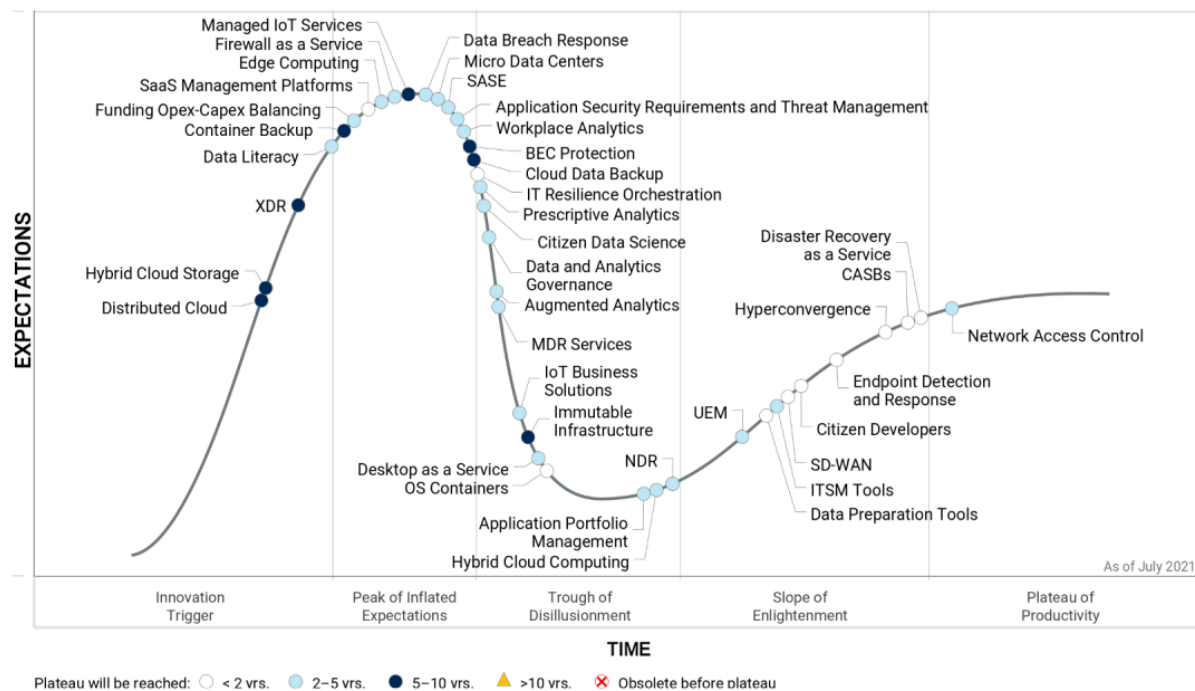 Managed IoT Services
Firewall as a Service
Edge Computing
SaaS Management Platforms
Funding Opex-Capex Balancing
Container Backup
Data Literacy
XDR
Hybrid Cloud Storage
Distributed Cloud
Data Breach Response
Micro Data Centers
SASE
Application Security Requirements and Threat Management
Workplace Analytics
BEC Protection
Cloud Data Backup
IT Resilience Orchestration
Prescriptive Analytics
Citizen Data Science
Data and Analytics
Governance
Augmented Analytics
MDR Services
IoT Business
Solutions
Immutable
Infrastructure
Desktop as a Service
OS Containers
NDR
Application Portfolio
Management
Hybrid Cloud Computing
UEM
Disaster Recovery
as a Service
CASBs
Hyperconvergence
Network Access Control
Endpoint Detection
and Response
Citizen Developers
SD-WAN
ITSM Tools
Data Preparation Tools
EXPECTATIONS
As of July 2021
Innovation
Trigger
Peak of Inflated
Expectations
Trough of
Disillusionment
Slope of
Enlightenment
Plateau of
Productivity
TIME
Plateau will be reached: < 2 yrs. 2–5 yrs. 5–10 yrs. >10 yrs. Obsolete before plateau